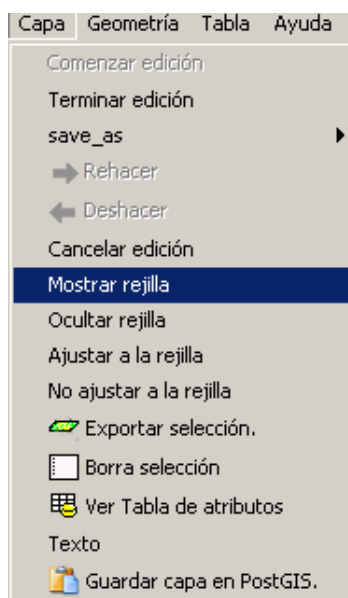 Capa Geometría Tabla Ayuda
Comenzar edición
Terminar edición
save_as
Rehacer
Deshacer
Cancelar edición
Mostrar rejilla
Ocultar rejilla
Ajustar a la rejilla
No ajustar a la rejilla
Exportar selección.
Borra selección
Ver Tabla de atributos
Texto
Guardar capa en PostGIS.